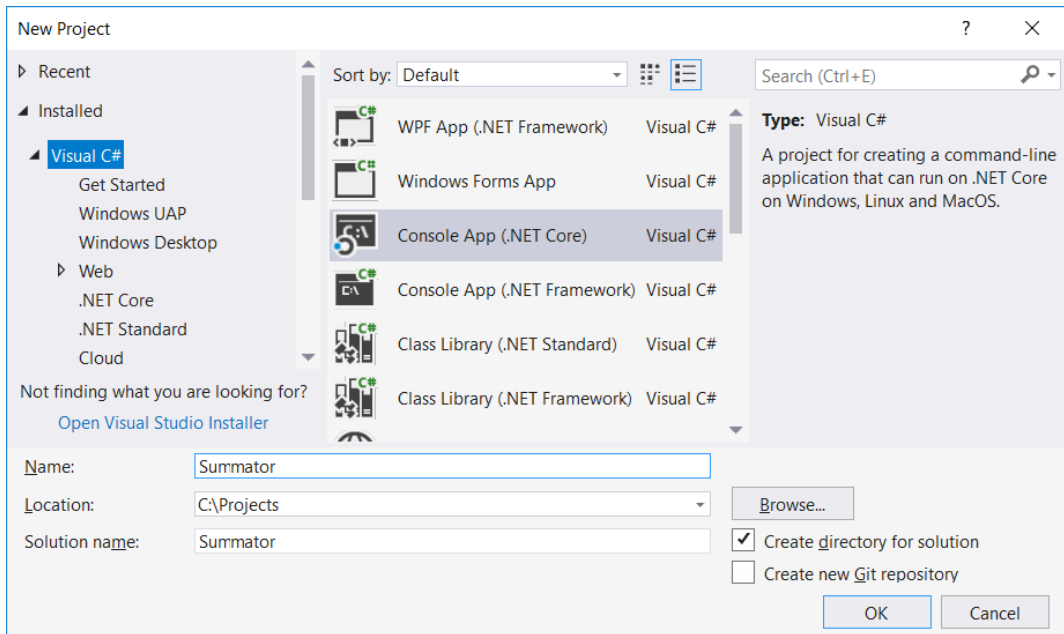 New Project
?
Recent
Installed
Visual C#
Get Started
Windows UAP
Windows Desktop
Web
.NET Core
.NET Standard
Cloud
Not finding what you are looking for?
Open Visual Studio Installer
Sort by: Default
WPF App (.NET Framework) Visual C#
Windows Forms App Visual C#
Console App (.NET Core) Visual C#
Console App (.NET Framework) Visual C#
Class Library (.NET Standard) Visual C#
Class Library (.NET Framework) Visual C#
Search (Ctrl+E)
Type: Visual C#
A project for creating a command-line
application that can run on .NET Core
on Windows, Linux and MacOS.
Name: Summator
Location: C:\Projects
Browse...
Solution name: Summator
Create directory for solution
Create new Git repository
OK Cancel